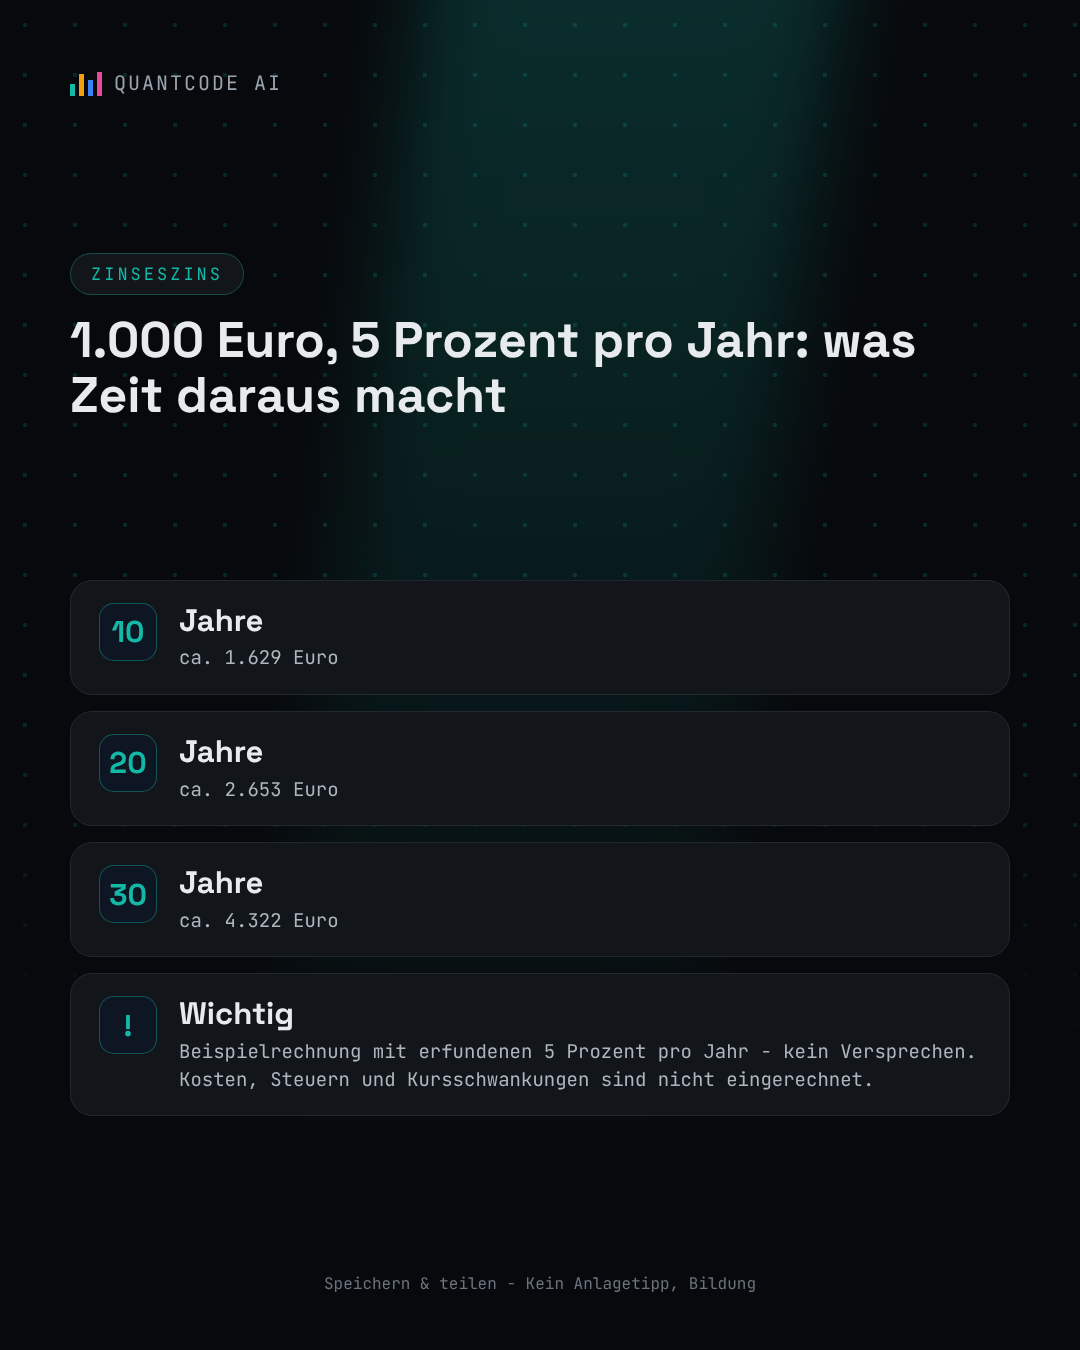 QUANTCODE AI
ZINSESZINS
1.000 Euro, 5 Prozent pro Jahr: was
Zeit daraus macht
10
Jahre
ca. 1.629 Euro
20
Jahre
ca. 2.653 Euro
30
Jahre
ca. 4.322 Euro
!
Wichtig
Beispielrechnung mit erfundenen 5 Prozent pro Jahr - kein Versprechen.
Kosten, Steuern und Kursschwankungen sind nicht eingerechnet.
Speichern & teilen - Kein Anlagetipp, Bildung